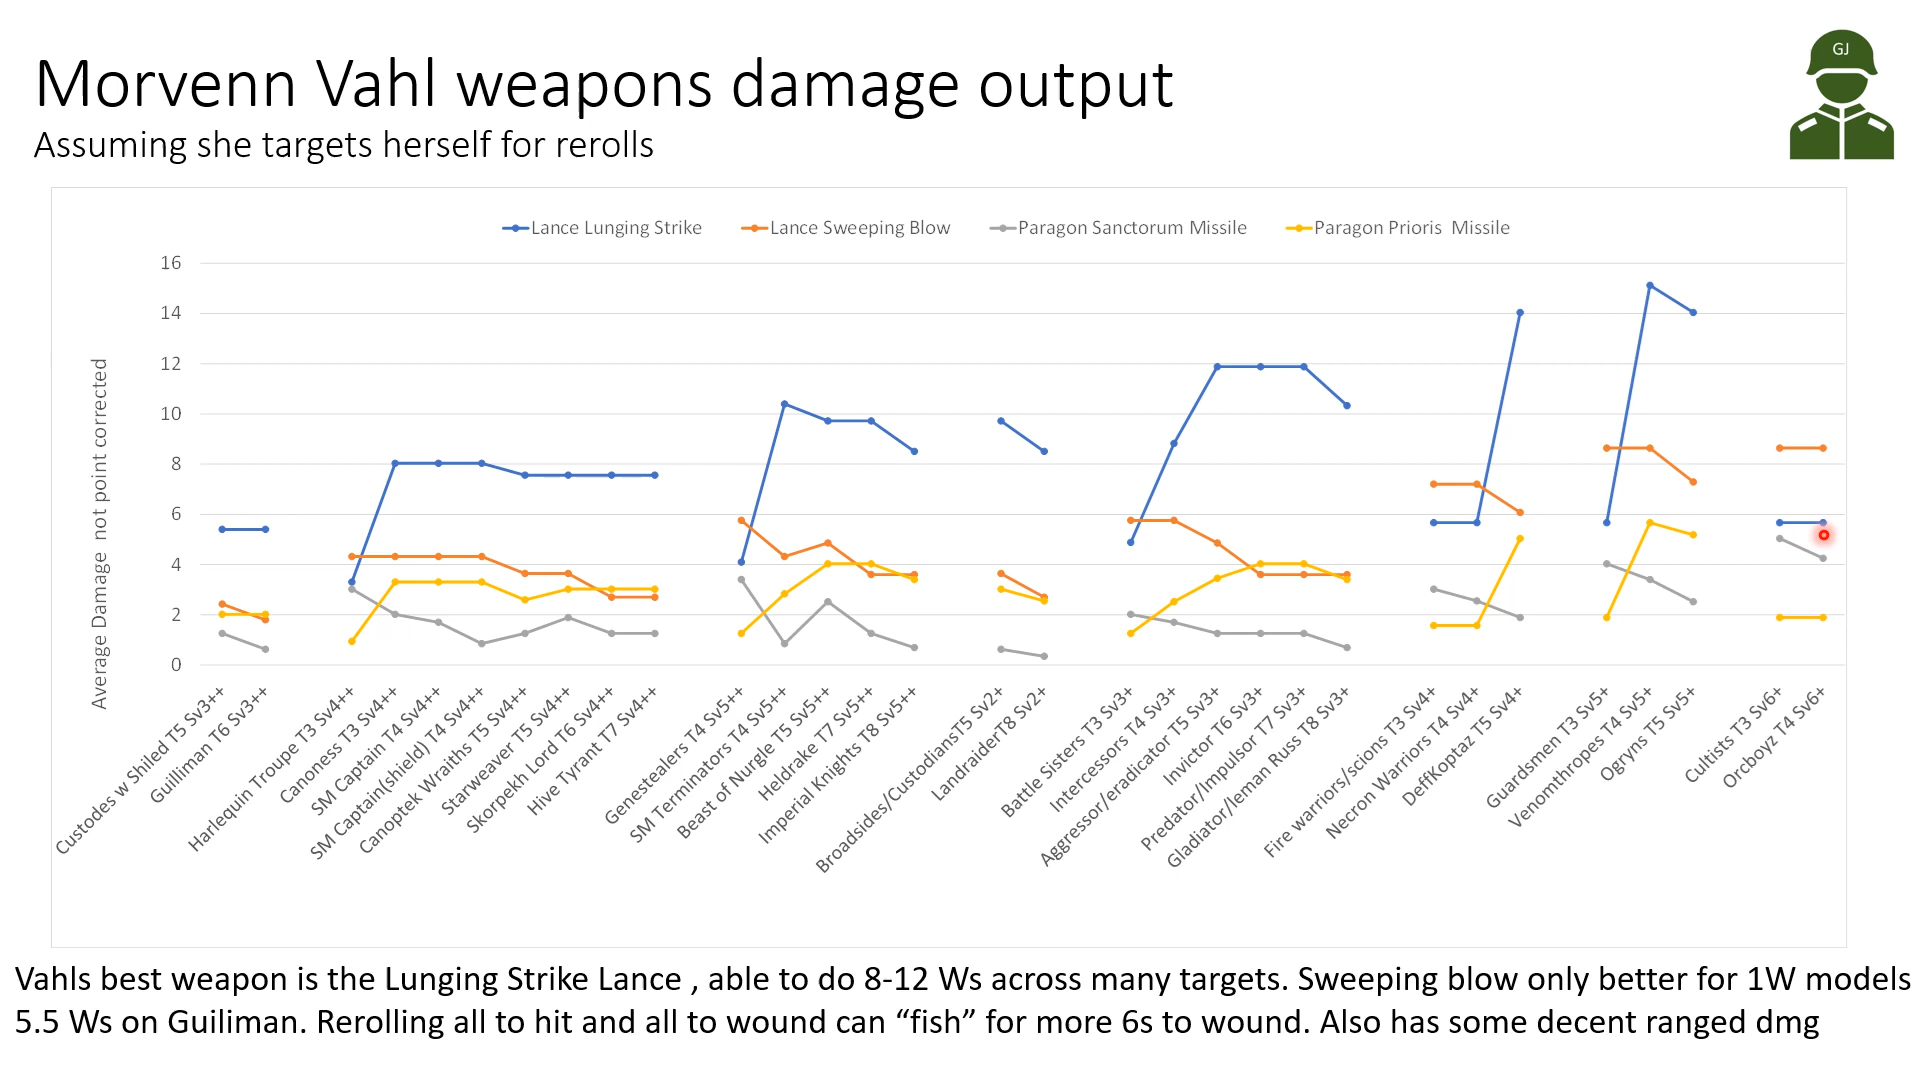 GJ
Morvenn Vahl weapons damage output
Assuming she targets herself for rerolls
Lance Lunging Strike
Lance Sweeping Blow
Paragon Sanctorum Missile
Paragon Prioris Missile
Average Damage not point corrected
16
14
12
10
8
6
4
2
0
Custodes w Shiled T5 Sv3++
Guilliman T6 Sv3++
Harlequin Troupe T3 Sv4++
Canoness T3 Sv4++
SM Captain T4 Sv4++
SM Captain(shield) T4 Sv4++
Canoptek Wraiths T5 Sv4++
Starweaver T5 Sv4++
Skorpekh Lord T6 Sv4++
Hive Tyrant T7 Sv4++
Genestealers T4 Sv5++
SM Terminators T4 Sv5++
Beast of Nurgle T5 Sv5++
Heldrake T7 Sv5++
Imperial Knights T8 Sv5++
Broadsides/CustodiansT5 Sv2+
LandraiderT8 Sv2+
Battle Sisters T3 Sv3+
Intercessors T4 Sv3+
Aggressor/eradicator T5 Sv3+
Invictor T6 Sv3+
Predator/Impulsor T7 Sv3+
Gladiator/leman Russ T8 Sv3+
Fire warriors/scions T3 Sv4+
Necron Warriors T4 Sv4+
DeffKoptaz T5 Sv4+
Guardsmen T3 Sv5+
Venomthropes T4 Sv5+
Ogryns T5 Sv5+
Cultists T3 Sv6+
Orcboyz T4 Sv6+
Vahls best weapon is the Lunging Strike Lance , able to do 8-12 Ws across many targets. Sweeping blow only better for 1W models
5.5 Ws on Guiliman. Rerolling all to hit and all to wound can “fish” for more 6s to wound. Also has some decent ranged dmg